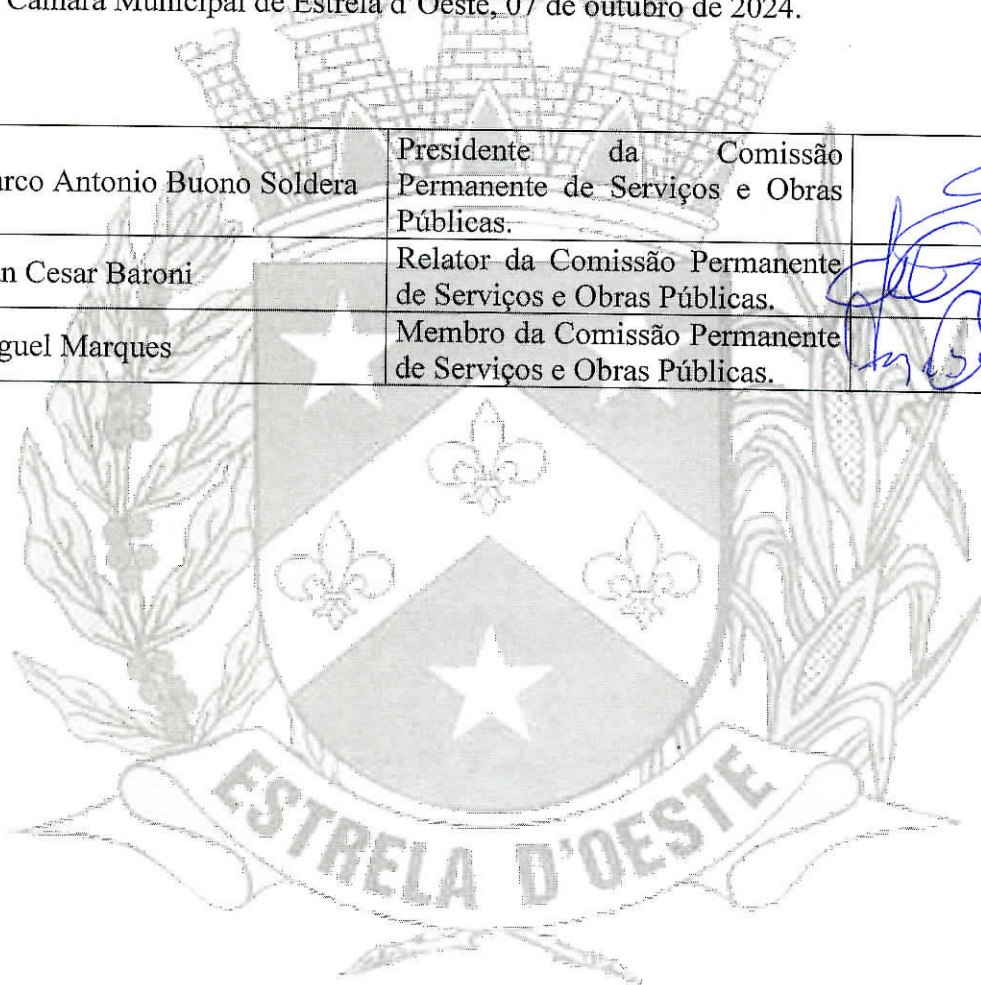 Câmara Municipal de Estrela d'Oeste, 07 de outubro de 2024.
arco Antonio Buono Soldera
Presidente da Comissão
Permanente de Serviços e Obras
Públicas.
n Cesar Baroni
Relator da Comissão Permanente
de Serviços e Obras Públicas.
guel Marques
Membro da Comissão Permanente
de Serviços e Obras Públicas.
ESTRELA D'OESTE